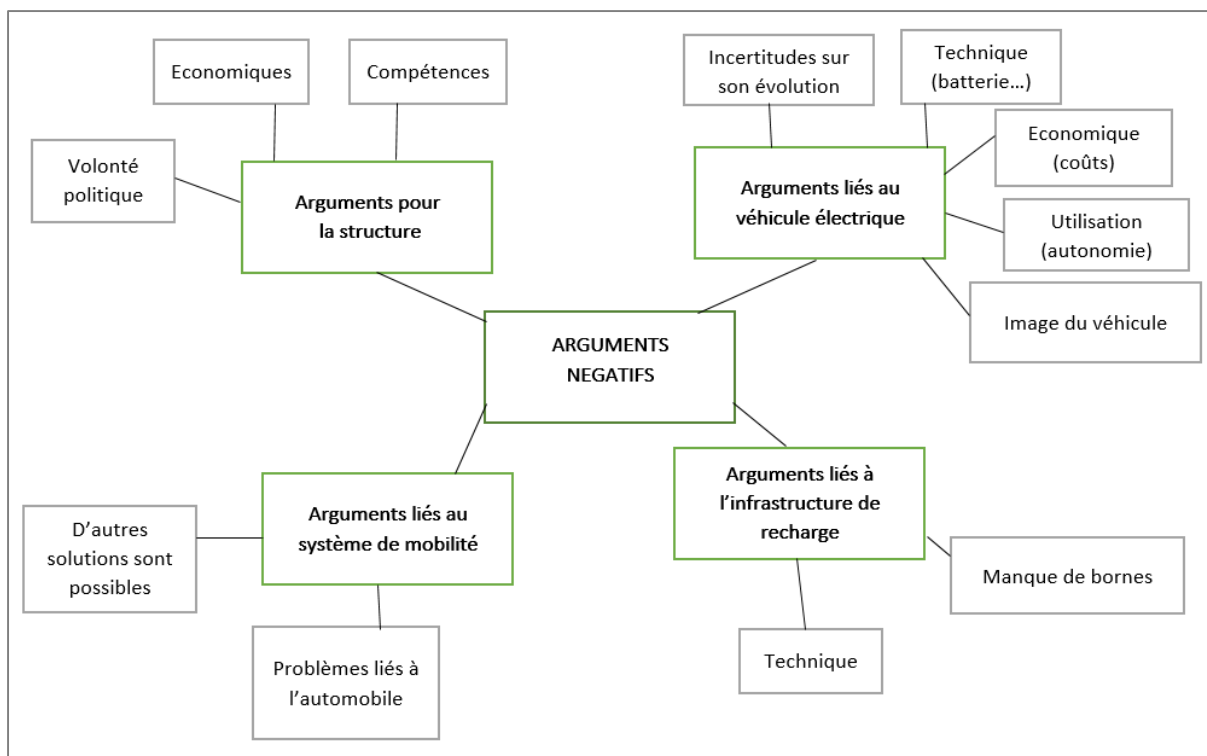 Economiques
Compétences
Volonté
politique
Arguments pour
la structure
Incertitudes sur
son évolution
Technique
(batterie…)
Economique
(coûts)
Arguments liés au
véhicule électrique
Utilisation
(autonomie)
Image du véhicule
ARGUMENTS
NEGATIFS
Arguments liés au
système de mobilité
D’autres
solutions sont
possibles
Problèmes liés à
l’automobile
Arguments liés à
l’infrastructure de
recharge
Manque de bornes
Technique